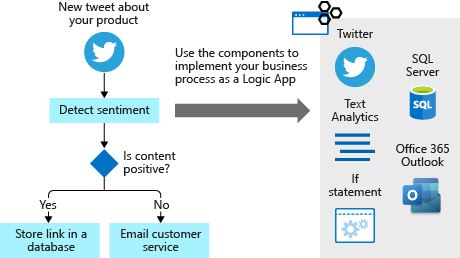 New tweet about
your product
Detect sentiment
Is content
positive?
Yes
No
Store link in a
database
Email customer
service
Use the components to
implement your business
process as a Logic App
Twitter
Text
Analytics
If
statement
SQL
Server
SQL
Office 365
Outlook
O